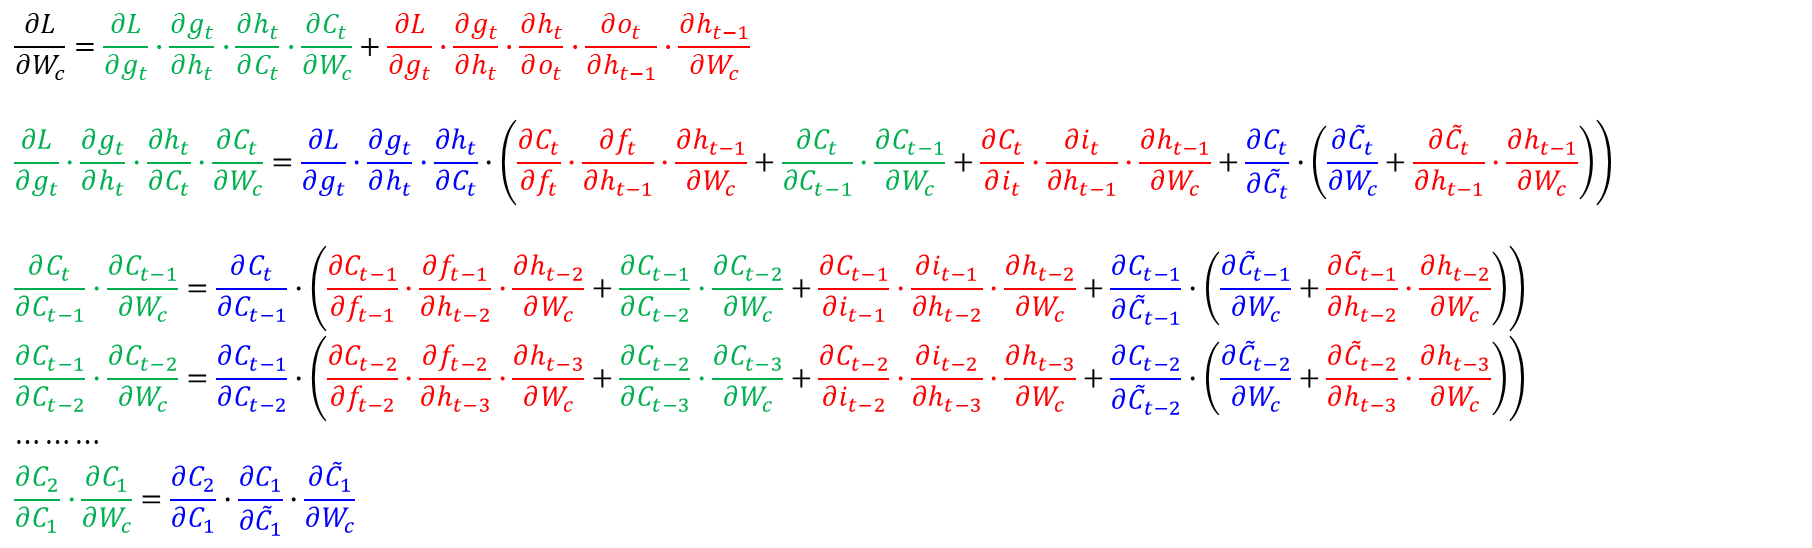 ∂L/∂W_c = ∂L/∂g_t · ∂g_t/∂h_t · ∂h_t/∂C_t · ∂C_t/∂W_c + ∂L/∂g_t · ∂g_t/∂h_t · ∂h_t/∂o_t · ∂o_t/∂h_{t−1} · ∂h_{t−1}/∂W_c
∂L/∂g_t · ∂g_t/∂h_t · ∂h_t/∂C_t · ∂C_t/∂W_c = ∂L/∂g_t · ∂g_t/∂h_t · ∂h_t/∂C_t · (∂C_t/∂f_t · ∂f_t/∂h_{t−1} · ∂h_{t−1}/∂W_c + ∂C_t/∂C_{t−1} · ∂C_{t−1}/∂W_c + ∂C_t/∂i_t · ∂i_t/∂h_{t−1} · ∂h_{t−1}/∂W_c + ∂C_t/∂C̃_t · (∂C̃_t/∂W_c + ∂C̃_t/∂h_{t−1} · ∂h_{t−1}/∂W_c))
∂C_t/∂C_{t−1} · ∂C_{t−1}/∂W_c = ∂C_t/∂C_{t−1} · (∂C_{t−1}/∂f_{t−1} · ∂f_{t−1}/∂h_{t−2} · ∂h_{t−2}/∂W_c + ∂C_{t−1}/∂C_{t−2} · ∂C_{t−2}/∂W_c + ∂C_{t−1}/∂i_{t−1} · ∂i_{t−1}/∂h_{t−2} · ∂h_{t−2}/∂W_c + ∂C_{t−1}/∂C̃_{t−1} · (∂C̃_{t−1}/∂W_c + ∂C̃_{t−1}/∂h_{t−2} · ∂h_{t−2}/∂W_c))
∂C_{t−1}/∂C_{t−2} · ∂C_{t−2}/∂W_c = ∂C_{t−1}/∂C_{t−2} · (∂C_{t−2}/∂f_{t−2} · ∂f_{t−2}/∂h_{t−3} · ∂h_{t−3}/∂W_c + ∂C_{t−2}/∂C_{t−3} · ∂C_{t−3}/∂W_c + ∂C_{t−2}/∂i_{t−2} · ∂i_{t−2}/∂h_{t−3} · ∂h_{t−3}/∂W_c + ∂C_{t−2}/∂C̃_{t−2} · (∂C̃_{t−2}/∂W_c + ∂C̃_{t−2}/∂h_{t−3} · ∂h_{t−3}/∂W_c))
………
∂C_2/∂C_1 · ∂C_1/∂W_c = ∂C_2/∂C_1 · ∂C_1/∂C̃_1 · ∂C̃_1/∂W_c